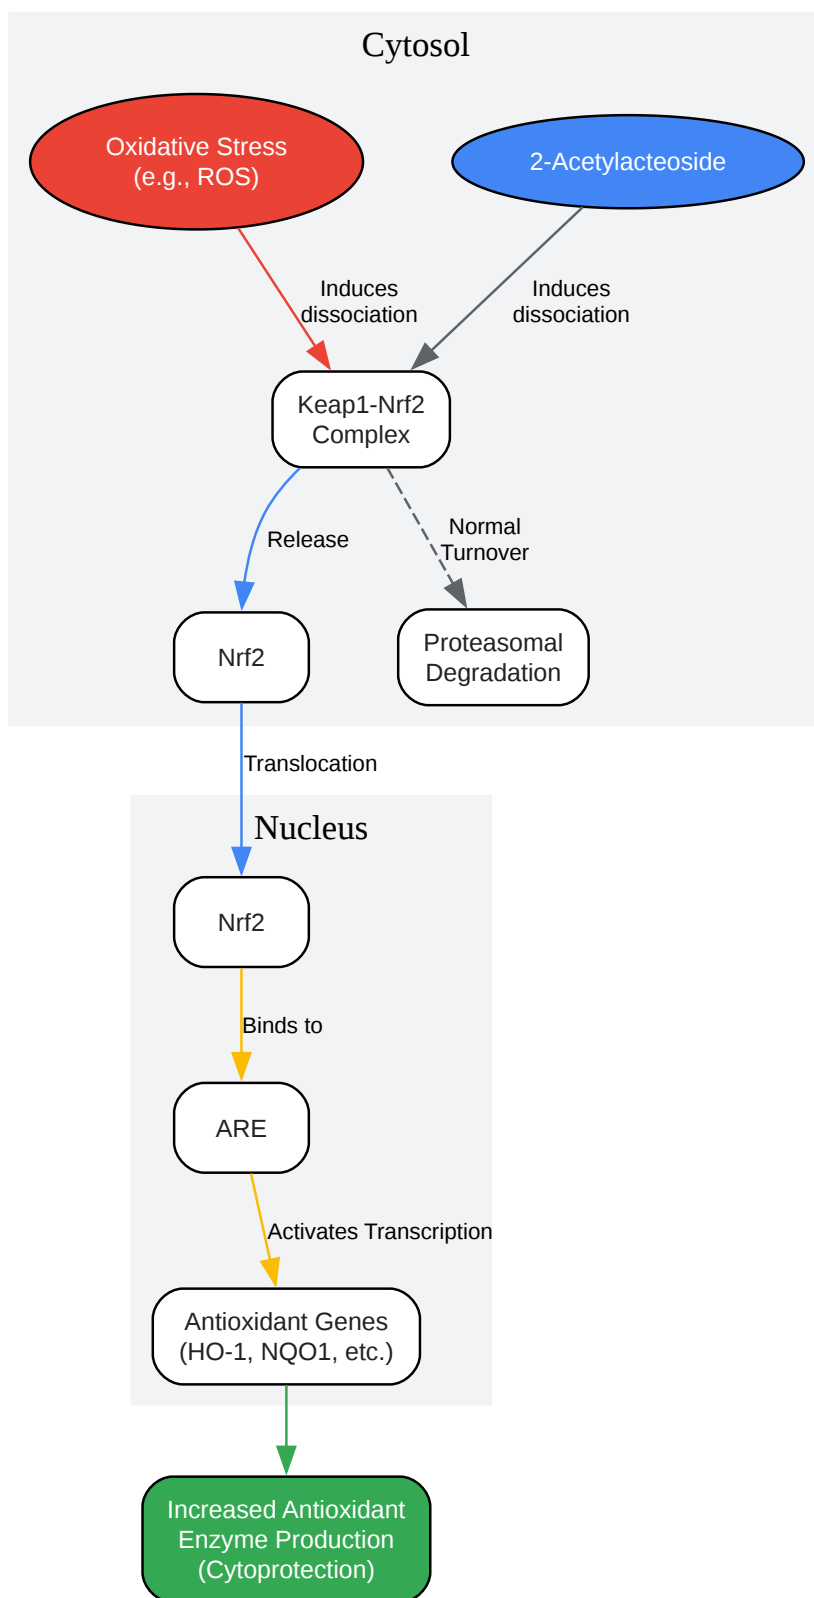 Cytosol
Oxidative Stress
(e.g., ROS)
2-Acetylacteoside
Induces
dissociation
Induces
dissociation
Keap1-Nrf2
Complex
Release
Normal
Turnover
Nrf2
Proteasomal
Degradation
Translocation
Nucleus
Nrf2
Binds to
ARE
Activates Transcription
Antioxidant Genes
(HO-1, NQO1, etc.)
Increased Antioxidant
Enzyme Production
(Cytoprotection)